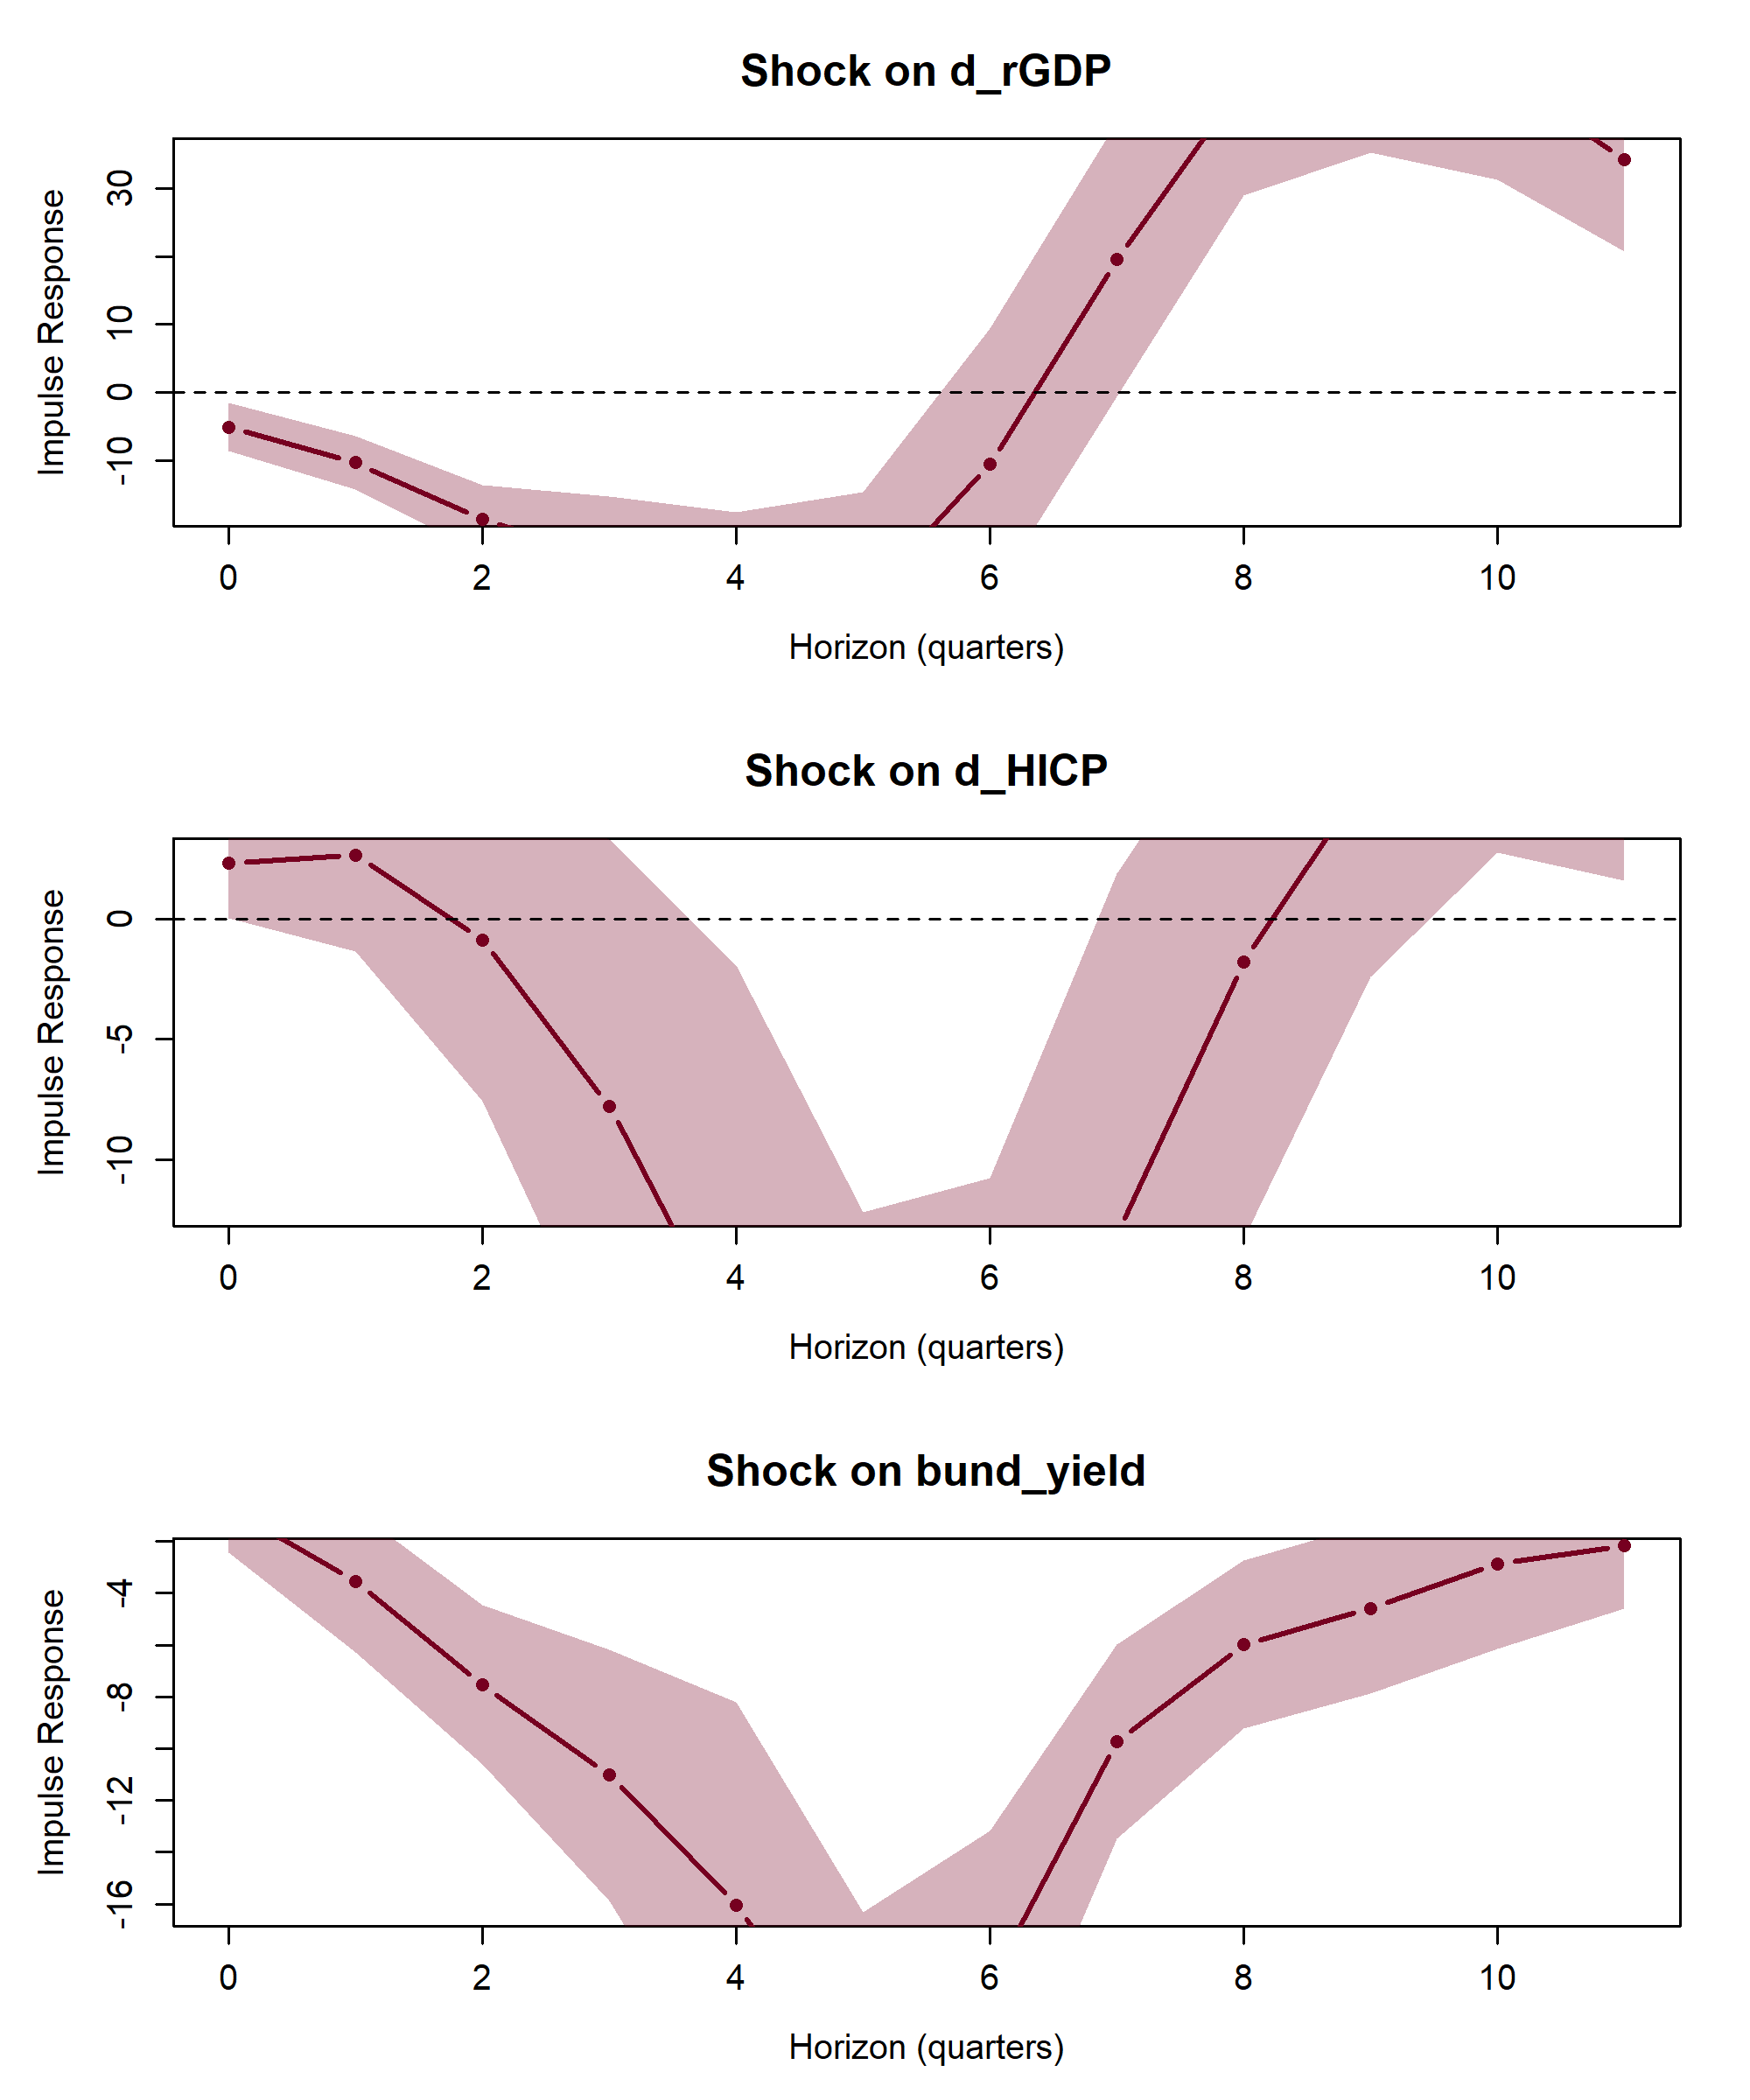 Shock on d_rGDP
Impulse Response
30
10
0
-10
0 2 4 6 8 10
Horizon (quarters)
Shock on d_HICP
Impulse Response
0
-5
-10
0 2 4 6 8 10
Horizon (quarters)
Shock on bund_yield
Impulse Response
-4
-8
-12
-16
0 2 4 6 8 10
Horizon (quarters)